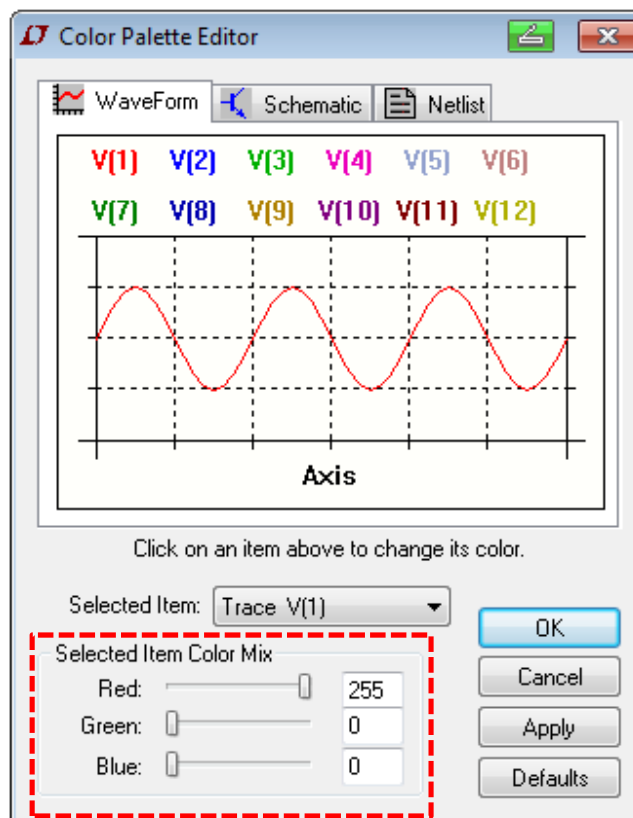 Color Palette Editor
WaveForm Schematic Netlist
V(1) V(2) V(3) V(4) V(5) V(6)
V(7) V(8) V(9) V(10) V(11) V(12)
Axis
Click on an item above to change its color.
Selected Item: Trace V(1)
OK
Selected Item Color Mix
Cancel
Red: 255
Green: 0
Apply
Blue: 0
Defaults